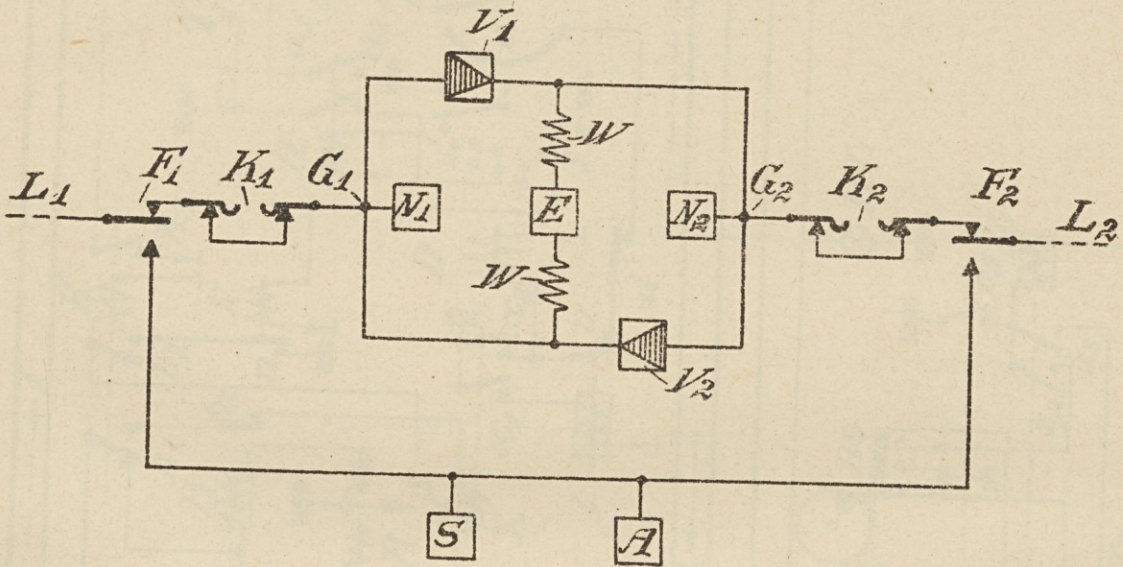 V₁
W
L₁ F₁ K₁ G₁ N₁ E N₂ G₂ K₂ F₂ L₂
W
V₂
S A